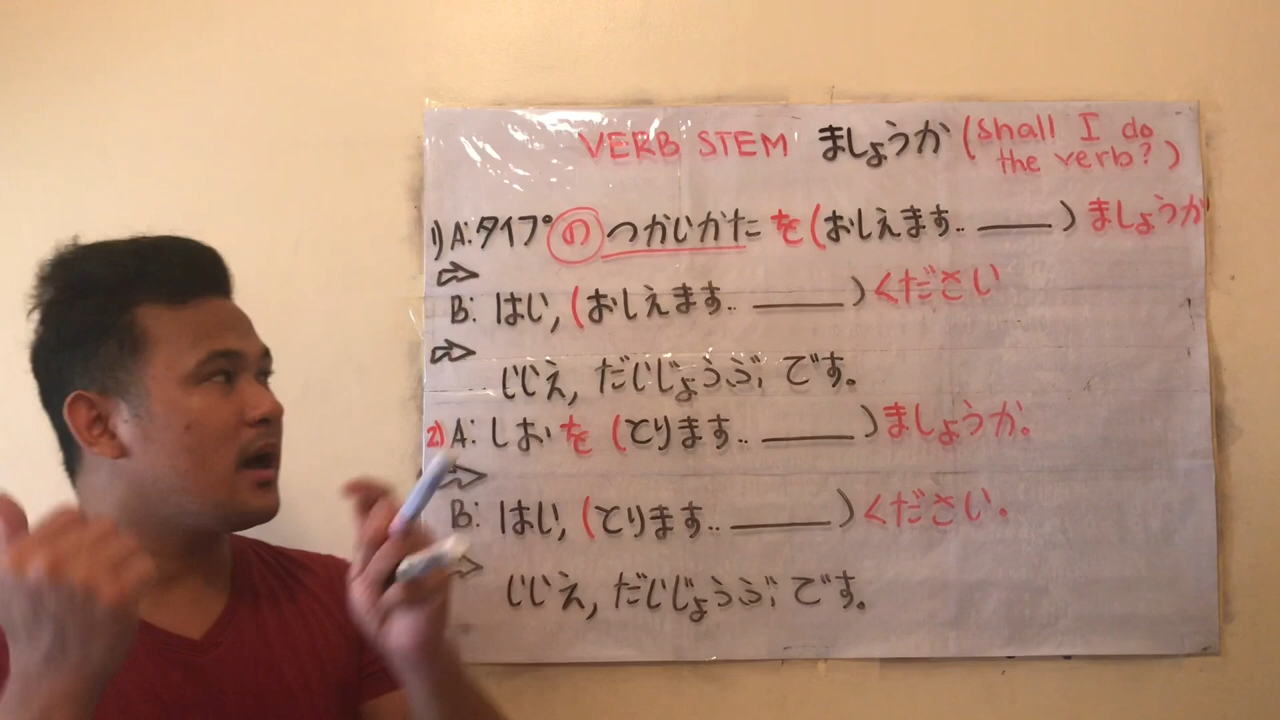 VERB STEM ましょうか (Shall I do the verb?)
1) A: タイプ の つかいかた を (おしえます.. ____ ) ましょうか
⇨ B: はい, (おしえます.. ____ ) ください
⇨ いいえ, だいじょうぶ です。
2) A: しお を (とります.. ____ ) ましょうか。
⇨ B: はい, (とります.. ____ ) ください.
⇨ いいえ, だいじょうぶ です。